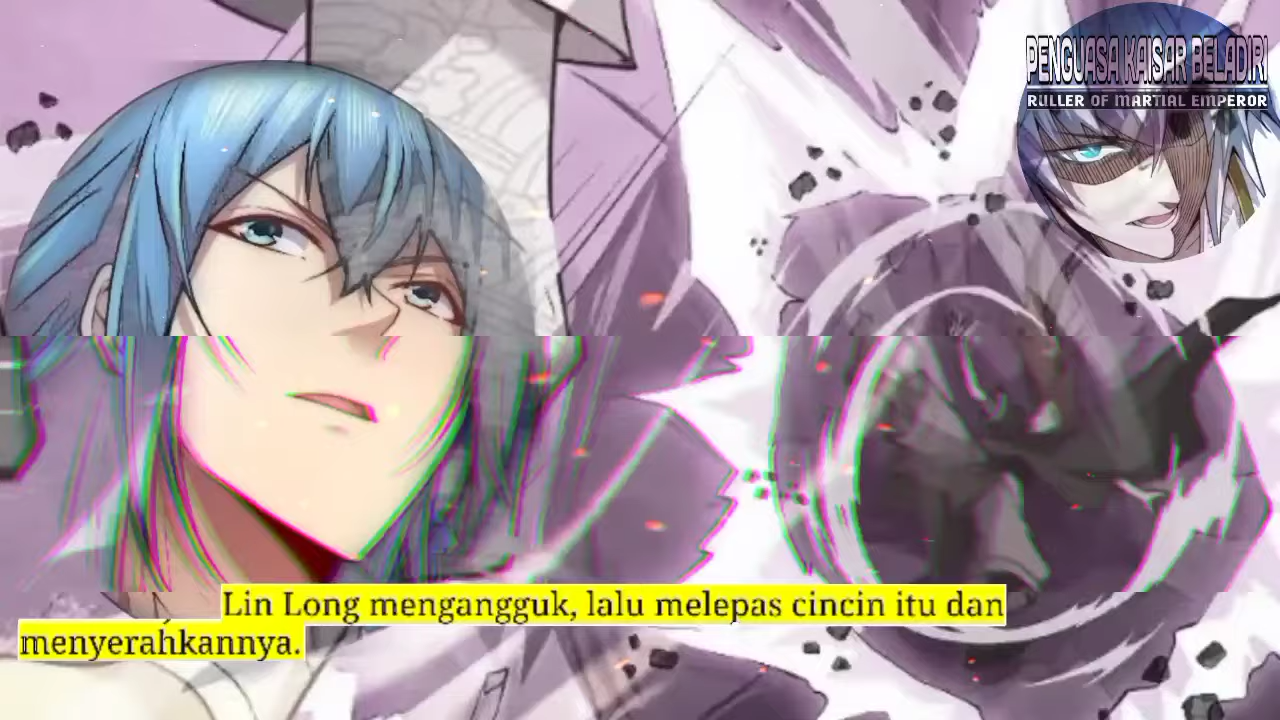 PENGUASA KAISAR BELADIRI
RULLER OF MARTIAL EMPEROR
Lin Long mengangguk, lalu melepas cincin itu dan
menyerahkannya.